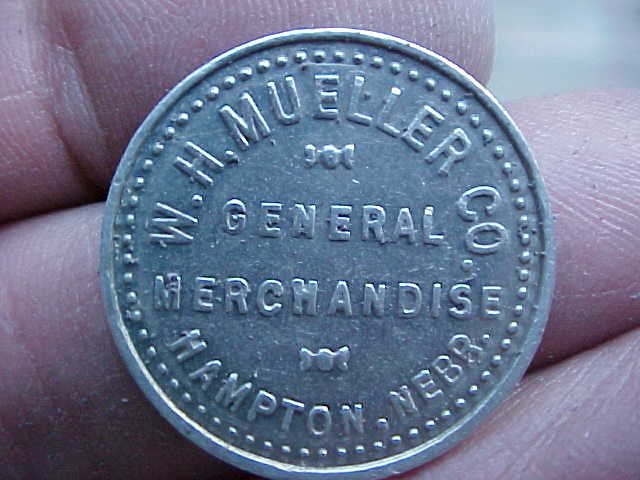 W. H. MUELLER CO.
GENERAL
MERCHANDISE
HAMPTON, NEBR.